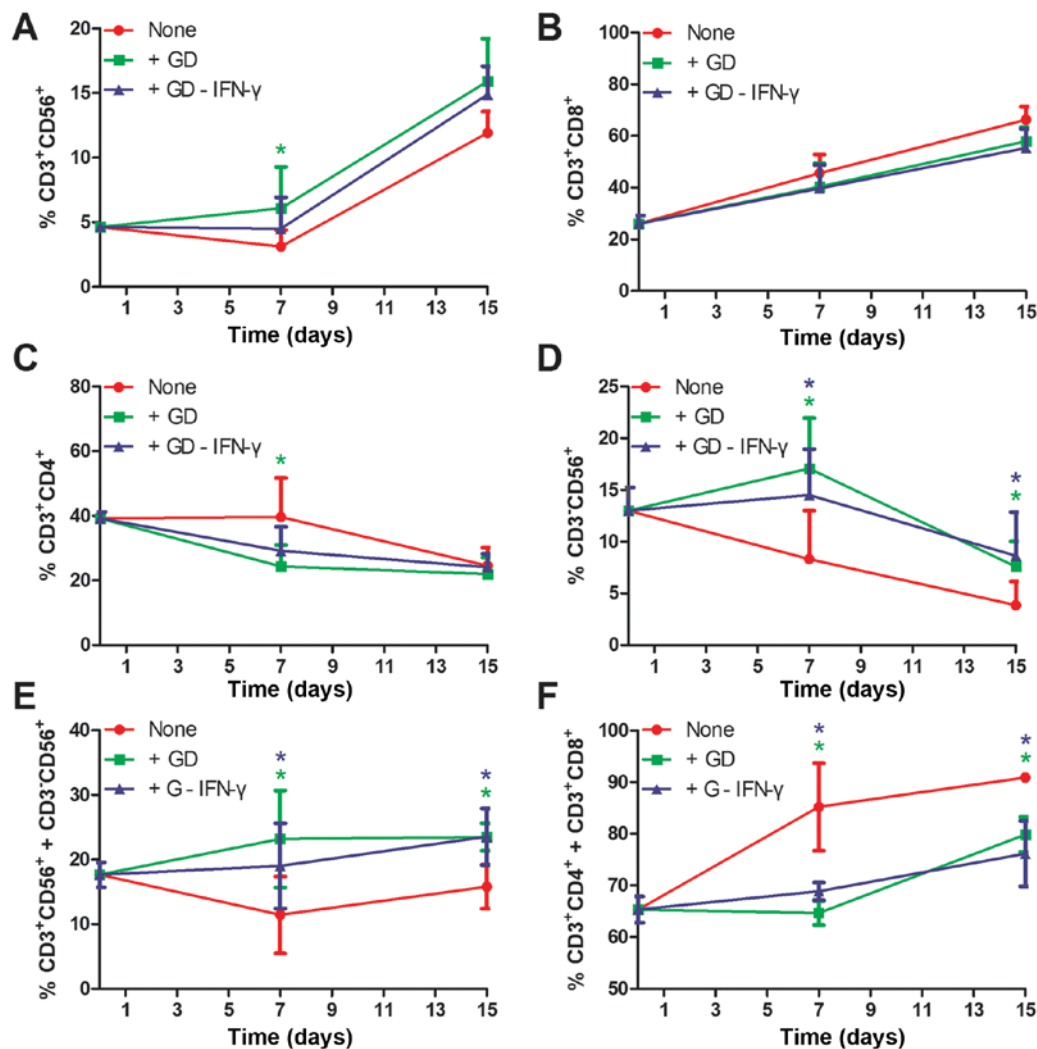 A
None
+ GD
+ GD - IFN-γ
% CD3⁺CD56⁺
20
15
10
5
0
*
1 3 5 7 9 11 13 15
Time (days)
B
None
+ GD
+ GD - IFN-γ
% CD3⁺CD8⁺
100
80
60
40
20
0
1 3 5 7 9 11 13 15
Time (days)
C
None
+ GD
+ GD - IFN-γ
% CD3⁺CD4⁺
80
60
40
20
0
*
1 3 5 7 9 11 13 15
Time (days)
D
None
+ GD
+ GD - IFN-γ
% CD3⁻CD56⁺
25
20
15
10
5
0
* *
* *
1 3 5 7 9 11 13 15
Time (days)
E
None
+ GD
+ G - IFN-γ
% CD3⁺CD56⁺ + CD3⁻CD56⁺
40
30
20
10
0
* *
* *
1 3 5 7 9 11 13 15
Time (days)
F
None
+ GD
+ G - IFN-γ
% CD3⁺CD4⁺ + CD3⁺CD8⁺
100
90
80
70
60
50
* *
* *
1 3 5 7 9 11 13 15
Time (days)